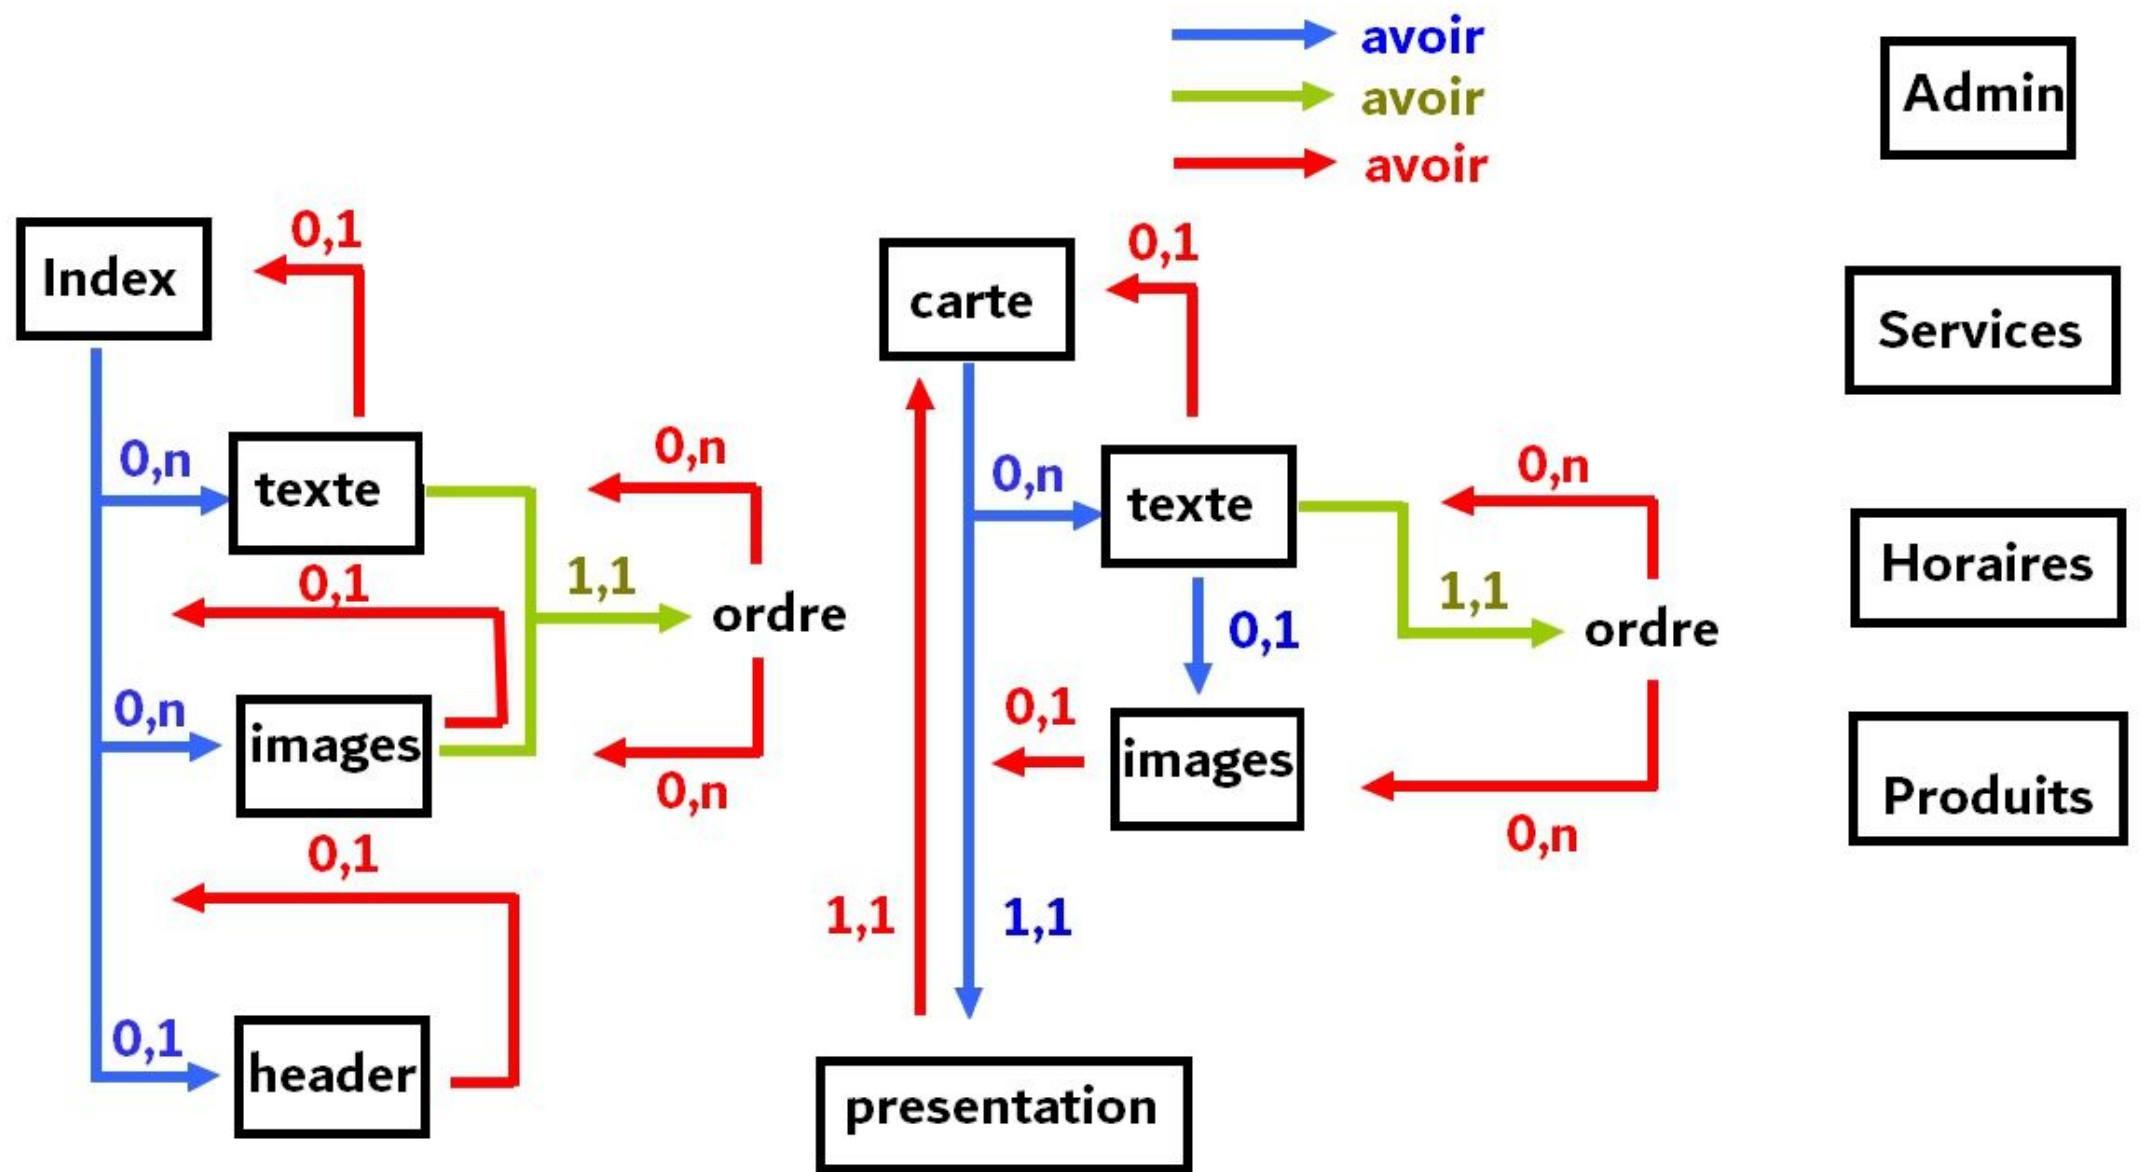 avoir
avoir
avoir
Index
0,1
0,n
texte
0,n
0,1
1,1
ordre
0,n
images
0,n
0,1
0,1
header
carte
0,1
0,n
texte
0,n
1,1
ordre
0,1
0,1
images
0,n
1,1
1,1
presentation
Admin
Services
Horaires
Produits